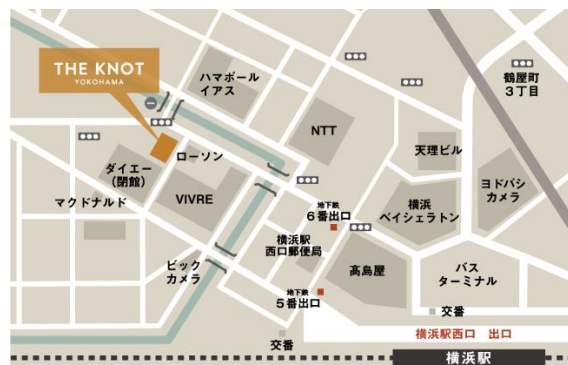 THE KNOT
YOKOHAMA
ハマボール
イアス
鶴屋町
3丁目
NTT
天理ビル
ローソン
ダイエー
(閉館)
ヨドバシ
カメラ
VIVRE
マクドナルド
地下鉄
6番出口
横浜
ベイシェラトン
横浜駅
西口郵便局
髙島屋
バス
ターミナル
ビック
カメラ
地下鉄
5番出口
交番
交番
横浜駅西口 出口
横浜駅